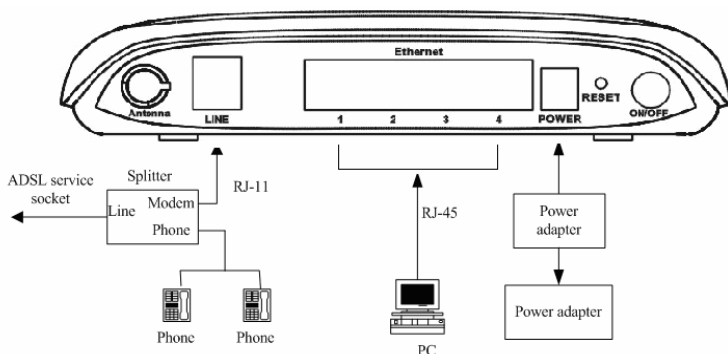 Ethernet
Antenna
LINE
1 2 3 4
POWER
RESET
ON/OFF
ADSL service
socket
Splitter
Line
Modem
Phone
RJ-11
RJ-45
Power
adapter
Phone
Phone
PC
Power adapter